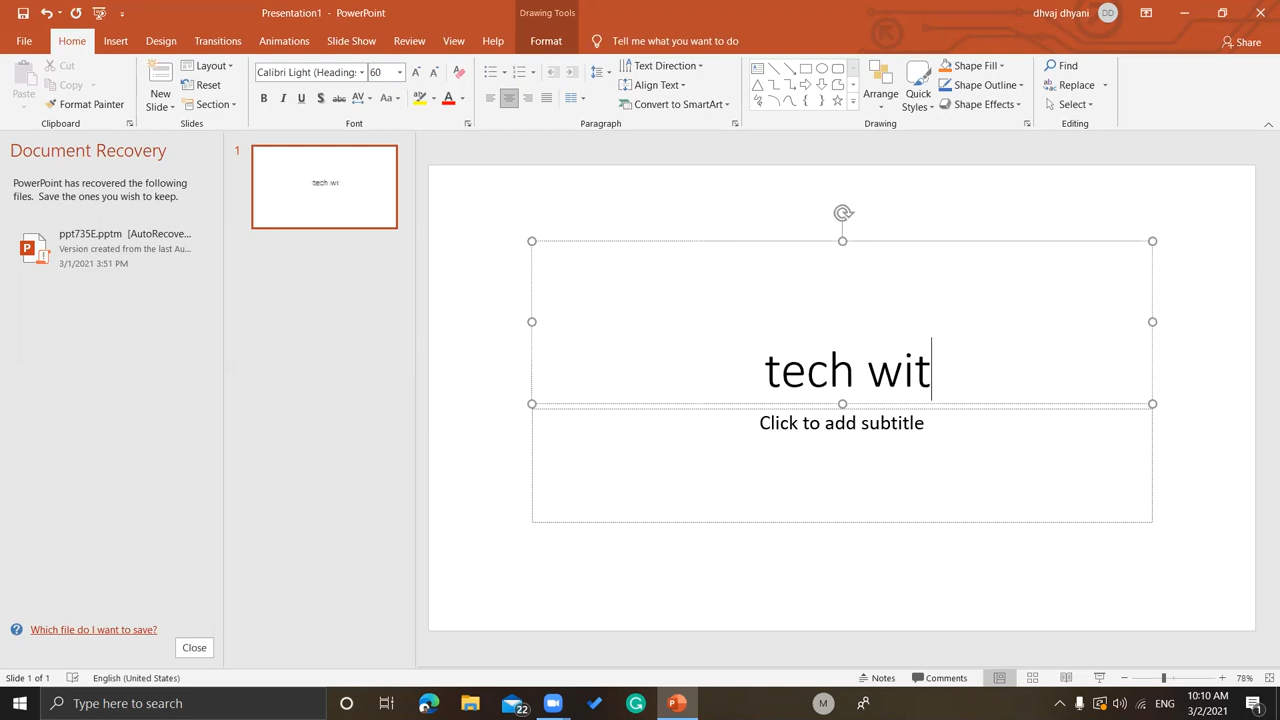 Presentation1 - PowerPoint
Drawing Tools
dhvaj dhyani
DD
File
Home
Insert
Design
Transitions
Animations
Slide Show
Review
View
Help
Format
Tell me what you want to do
Share
Paste
Cut
Copy
Format Painter
Clipboard
New
Slide
Layout
Reset
Section
Slides
Calibri Light (Heading:
60
Font
Text Direction
Align Text
Convert to SmartArt
Paragraph
Arrange
Quick
Styles
Shape Fill
Shape Outline
Shape Effects
Drawing
Find
Replace
Select
Editing
Document Recovery
PowerPoint has recovered the following
files. Save the ones you wish to keep.
ppt735E.pptm [AutoRecove...
Version created from the last Au...
3/1/2021 3:51 PM
Which file do I want to save?
Close
1
tech wi
tech wit
Click to add subtitle
Slide 1 of 1
English (United States)
Notes
Comments
78%
Type here to search
22
M
10:10 AM
3/2/2021